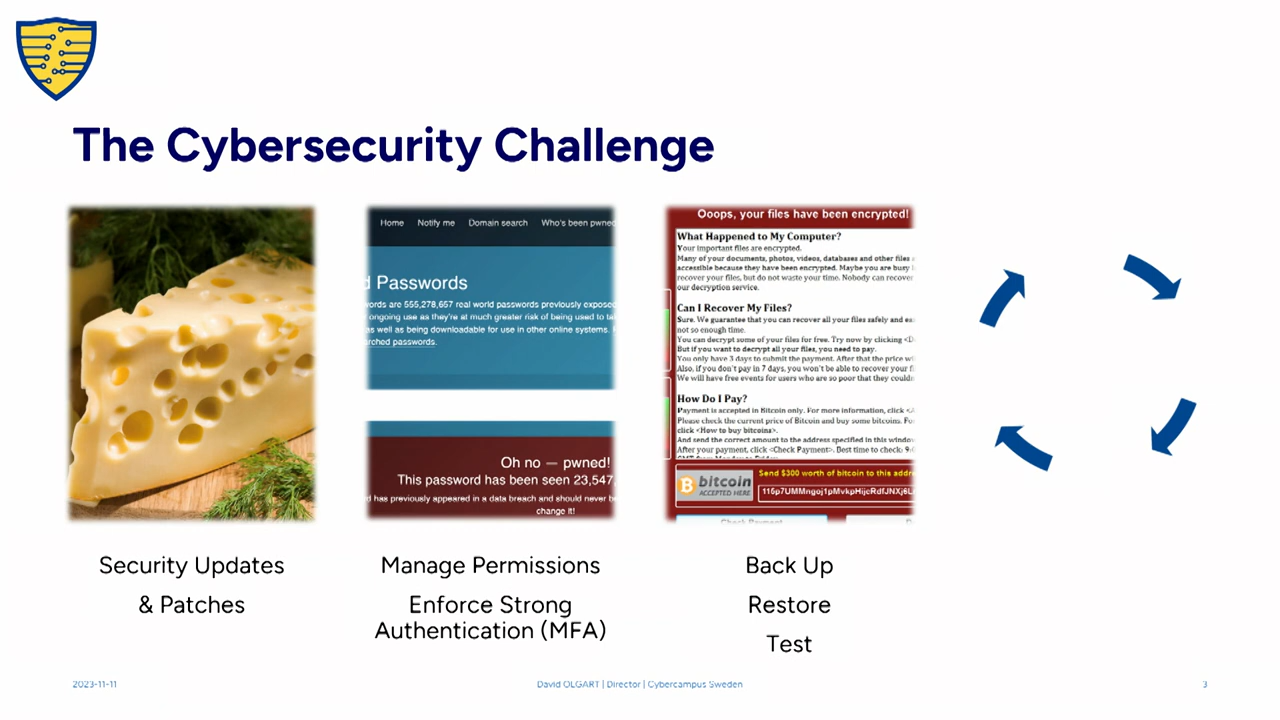 The Cybersecurity Challenge
Home Notify me Domain search Who's been pwned
d Passwords
words are 555,278,657 real world passwords previously exposed
ongoing use as they're at much greater risk of being used to ta
as well as being downloadable for use in other online systems.
arched passwords.
Oh no — pwned!
This password has been seen 23,547
d has previously appeared in a data breach and should never be
change it!
Ooops, your files have been encrypted!
What Happened to My Computer?
Your important files are encrypted.
Many of your documents, photos, videos, databases and other files
accessible because they have been encrypted. Maybe you are busy
recover your files, but do not waste your time. Nobody can recover
our decryption service.
Can I Recover My Files?
Sure. We guarantee that you can recover all your files safely and ea
not so enough time.
You can decrypt some of your files for free. Try now by clicking <D
But if you want to decrypt all your files, you need to pay.
You only have 3 days to submit the payment. After that the price wi
Also, if you don't pay in 7 days, you won't be able to recover your f
We will have free events for users who are so poor that they couldn
How Do I Pay?
Payment is accepted in Bitcoin only. For more information, click <
Please check the current price of Bitcoin and buy some bitcoins. Fo
click <How to buy bitcoins>.
And send the correct amount to the address specified in this window
After your payment, click <Check Payment>. Best time to check: 9:
GMT from Monday to Friday
bitcoin
ACCEPTED HERE
Send $300 worth of bitcoin to this addre
Check Payment
Security Updates
& Patches
Manage Permissions
Enforce Strong
Authentication (MFA)
Back Up
Restore
Test
2023-11-11
David OLGART | Director | Cybercampus Sweden
3